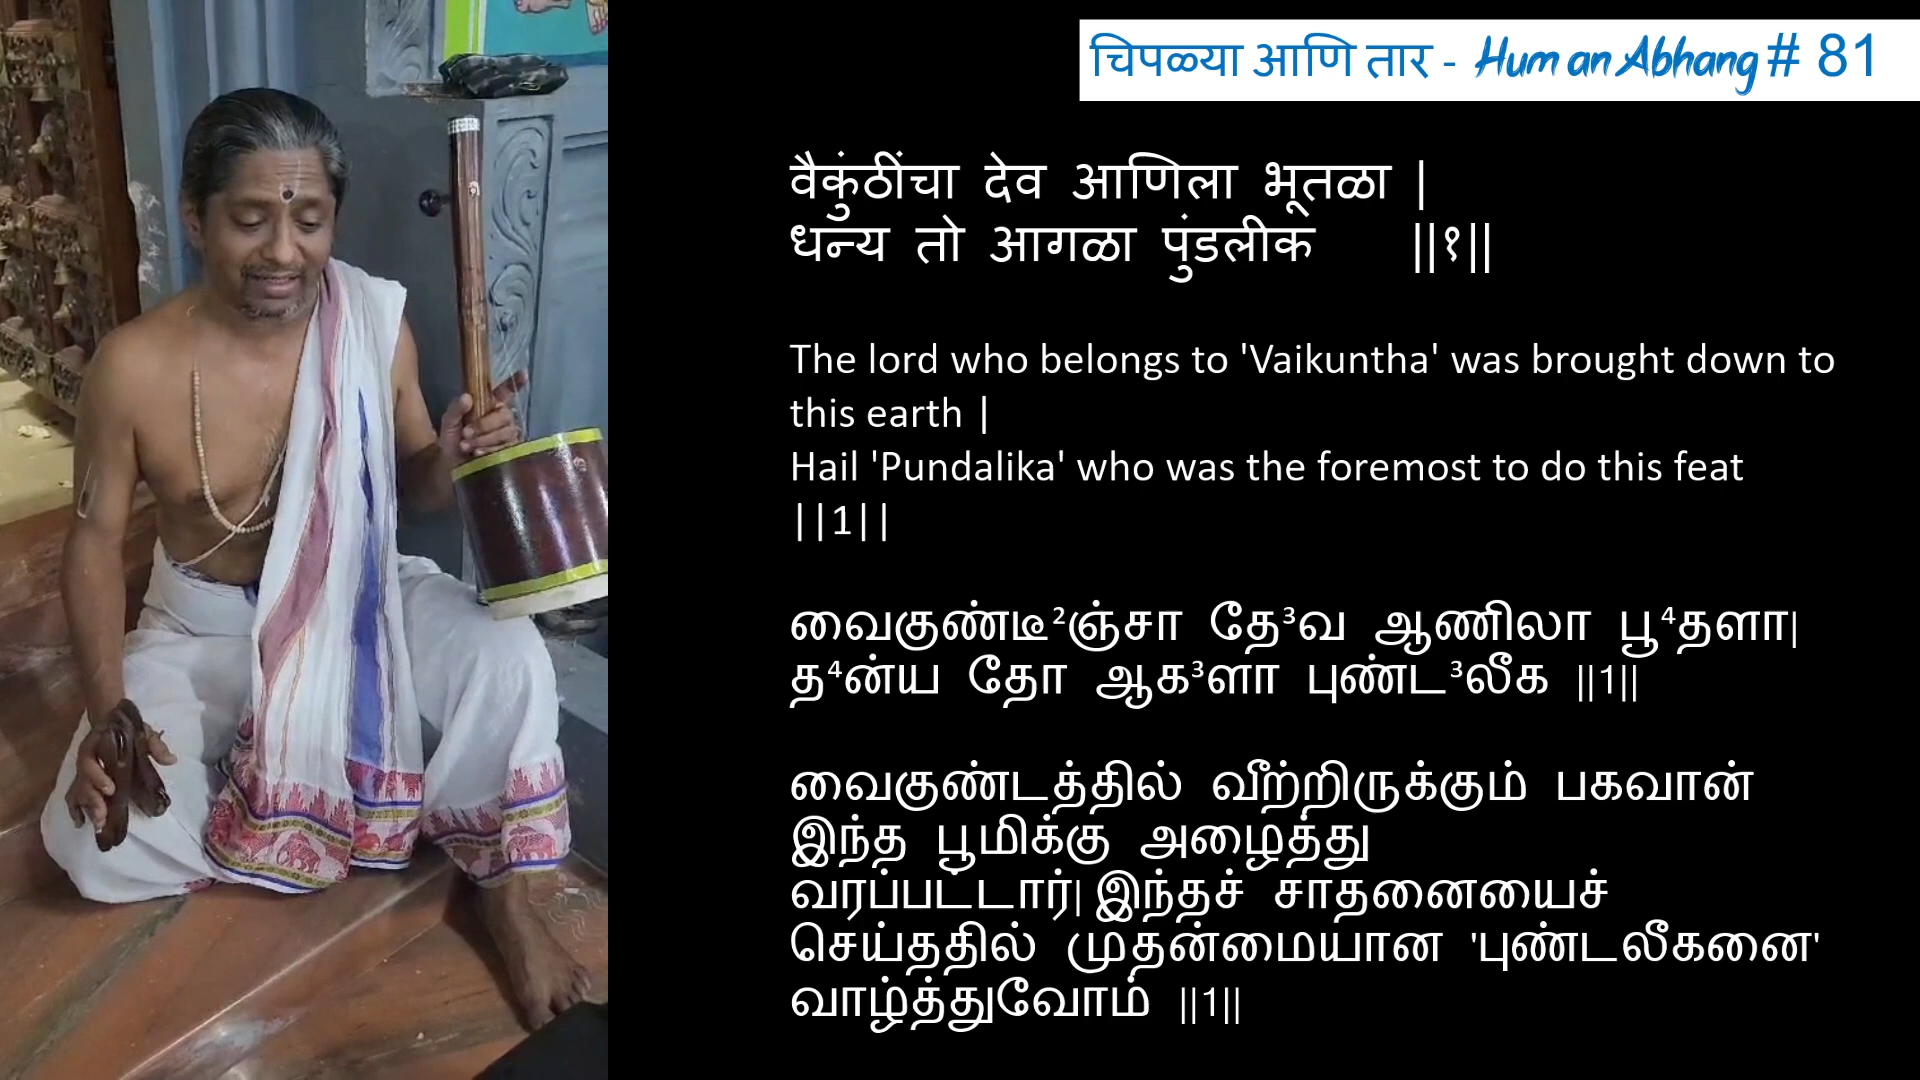 चिपळ्या आणि तार - Hum an Abhang # 81
वैकुंठींचा देव आणिला भूतळा |
धन्य तो आगळा पुंडलीक ||१||
The lord who belongs to 'Vaikuntha' was brought down to
this earth |
Hail 'Pundalika' who was the foremost to do this feat
||1||
வைகுண்டீ²ஞ்சா தே³வ ஆணிலா பூ⁴தளா|
த⁴ன்ய தோ ஆக³ளா புண்ட³லீக ||1||
வைகுண்டத்தில் வீற்றிருக்கும் பகவான்
இந்த பூமிக்கு அழைத்து
வரப்பட்டார்| இந்தச் சாதனையைச்
செய்ததில் முதன்மையான 'புண்டலீகனை'
வாழ்த்துவோம் ||1||